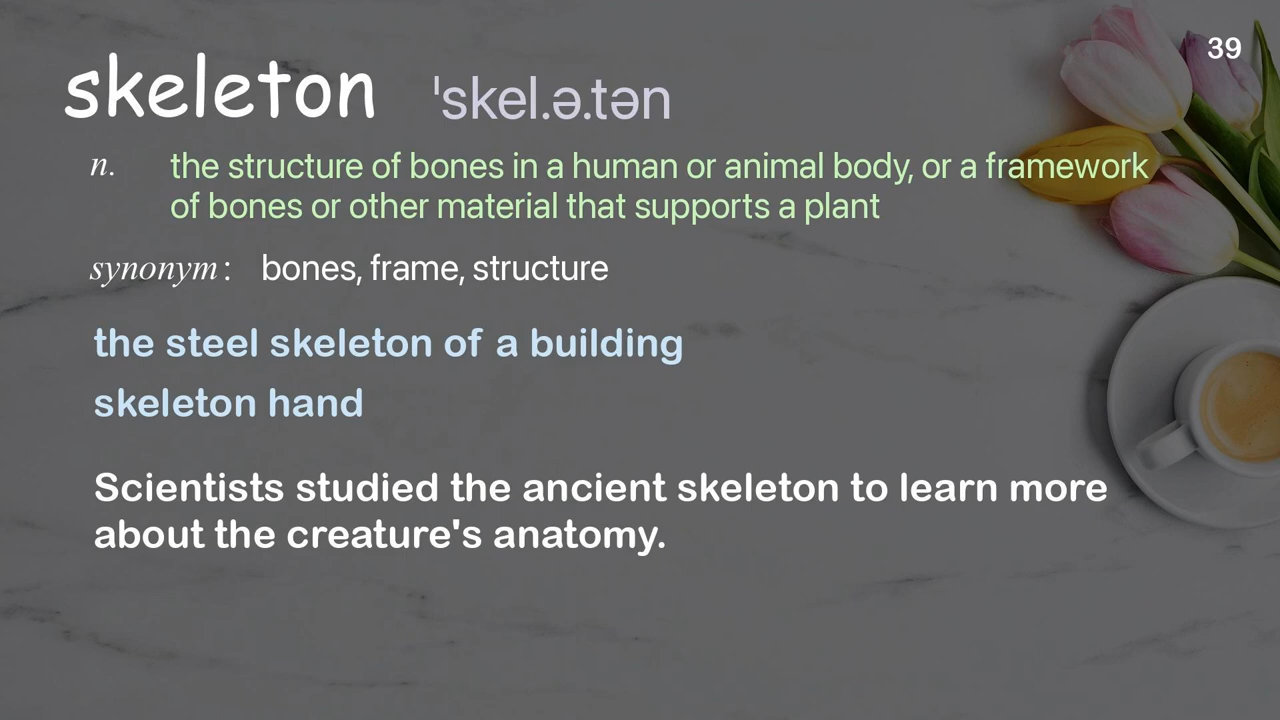 39
skeleton ˈskel.ə.tən
n. the structure of bones in a human or animal body, or a framework
of bones or other material that supports a plant
synonym: bones, frame, structure
the steel skeleton of a building
skeleton hand
Scientists studied the ancient skeleton to learn more
about the creature's anatomy.